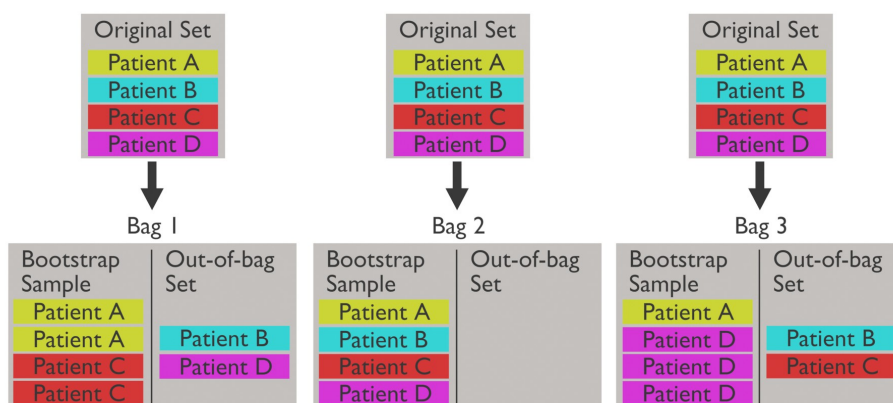 Original Set
Patient A
Patient B
Patient C
Patient D
Original Set
Patient A
Patient B
Patient C
Patient D
Original Set
Patient A
Patient B
Patient C
Patient D
Bag 1
Bootstrap
Sample
Patient A
Patient A
Patient C
Patient C
Out-of-bag
Set
Patient B
Patient D
Bag 2
Bootstrap
Sample
Patient A
Patient B
Patient C
Patient D
Out-of-bag
Set
Bag 3
Bootstrap
Sample
Patient A
Patient D
Patient D
Patient D
Out-of-bag
Set
Patient B
Patient C